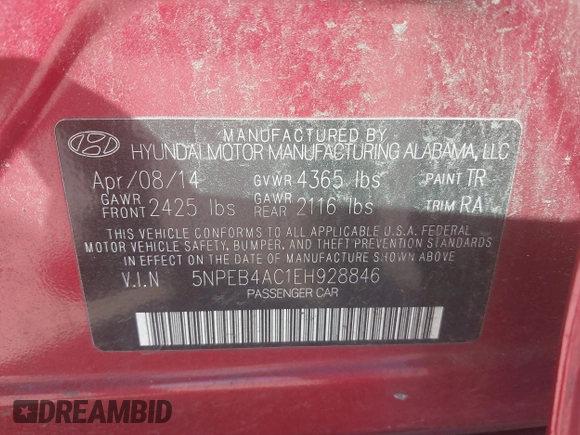 MANUFACTURED BY
HYUNDAI MOTOR MANUFACTURING ALABAMA, LLC
Apr/08/14 GVWR 4365 lbs PAINT TR
GAWR FRONT 2425 lbs GAWR REAR 2116 lbs TRIM RA
THIS VEHICLE CONFORMS TO ALL APPLICABLE U.S.A. FEDERAL
MOTOR VEHICLE SAFETY, BUMPER, AND THEFT PREVENTION STANDARDS
IN EFFECT ON THE DATE OF MANUFACTURE SHOWN ABOVE
V.I.N 5NPEB4AC1EH928846
PASSENGER CAR
DREAMBID